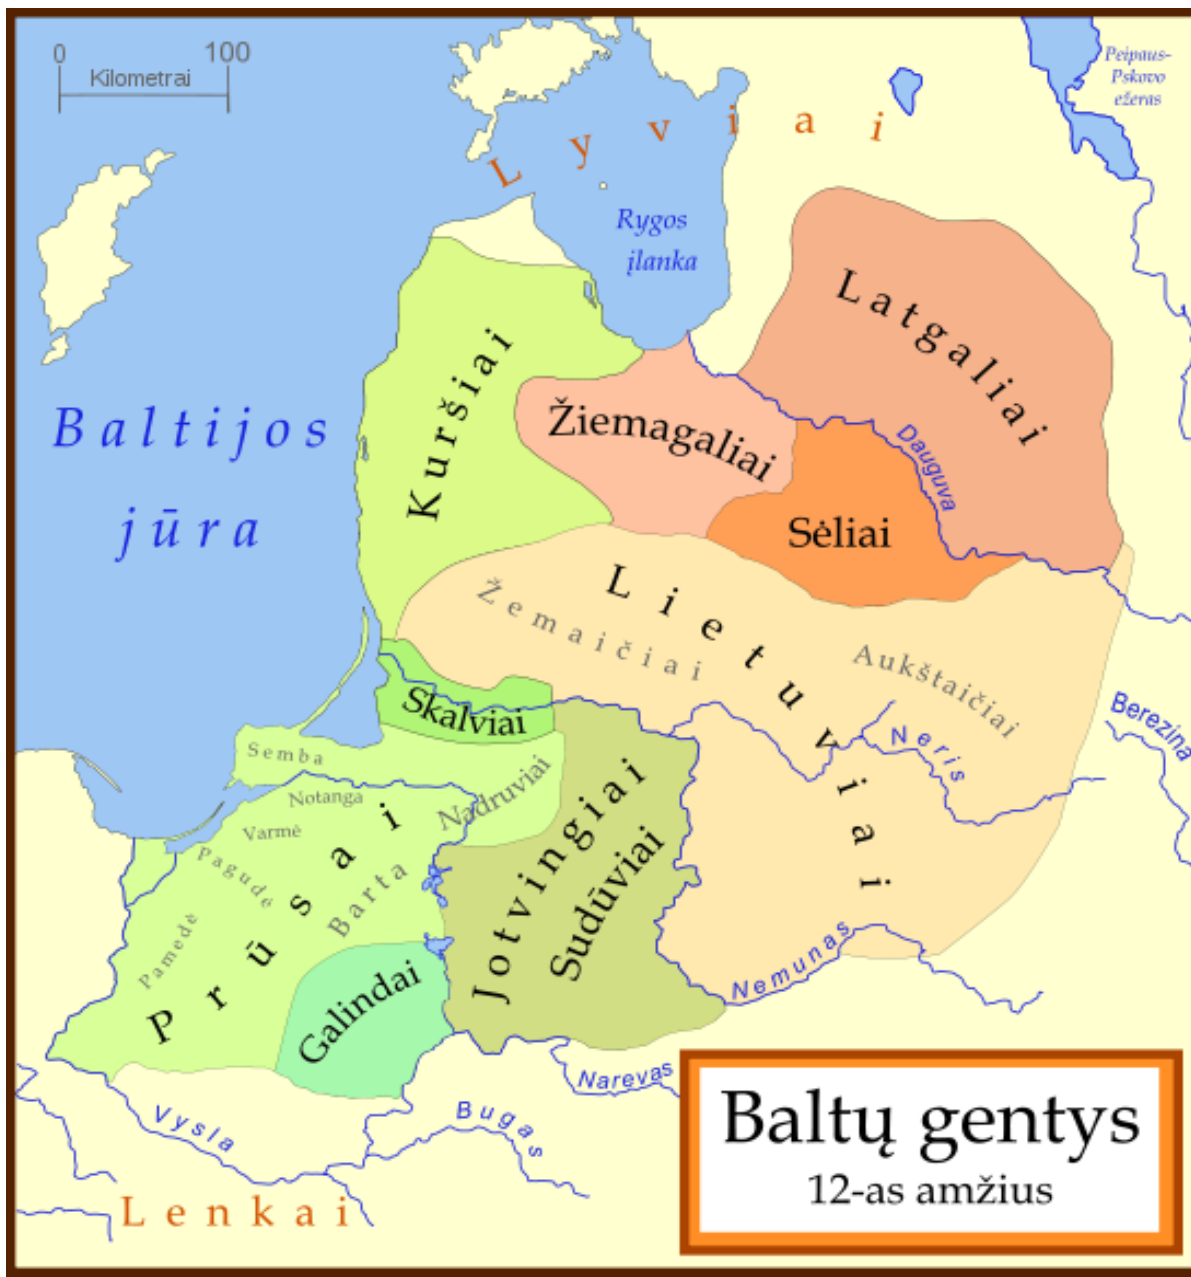 0 100
Kilometrai
Peipaus-
Pskovo
ežeras
Lyviai
Rygos
įlanka
Latgaliai
Kuršiai
Baltijos
jūra
Žiemagaliai
Dauguva
Sėliai
Lietuviai
Žemaičiai
Aukštaičiai
Skalviai
Berezina
Neris
Semba
Notanga
Nadruviai
Varmė
Pagudė
Barta
Pamedė
Prūsai
Jotvingiai
Sudūviai
Galindai
Nemunas
Narevas
Vysla
Bugas
Lenkai
Baltų gentys
12-as amžius